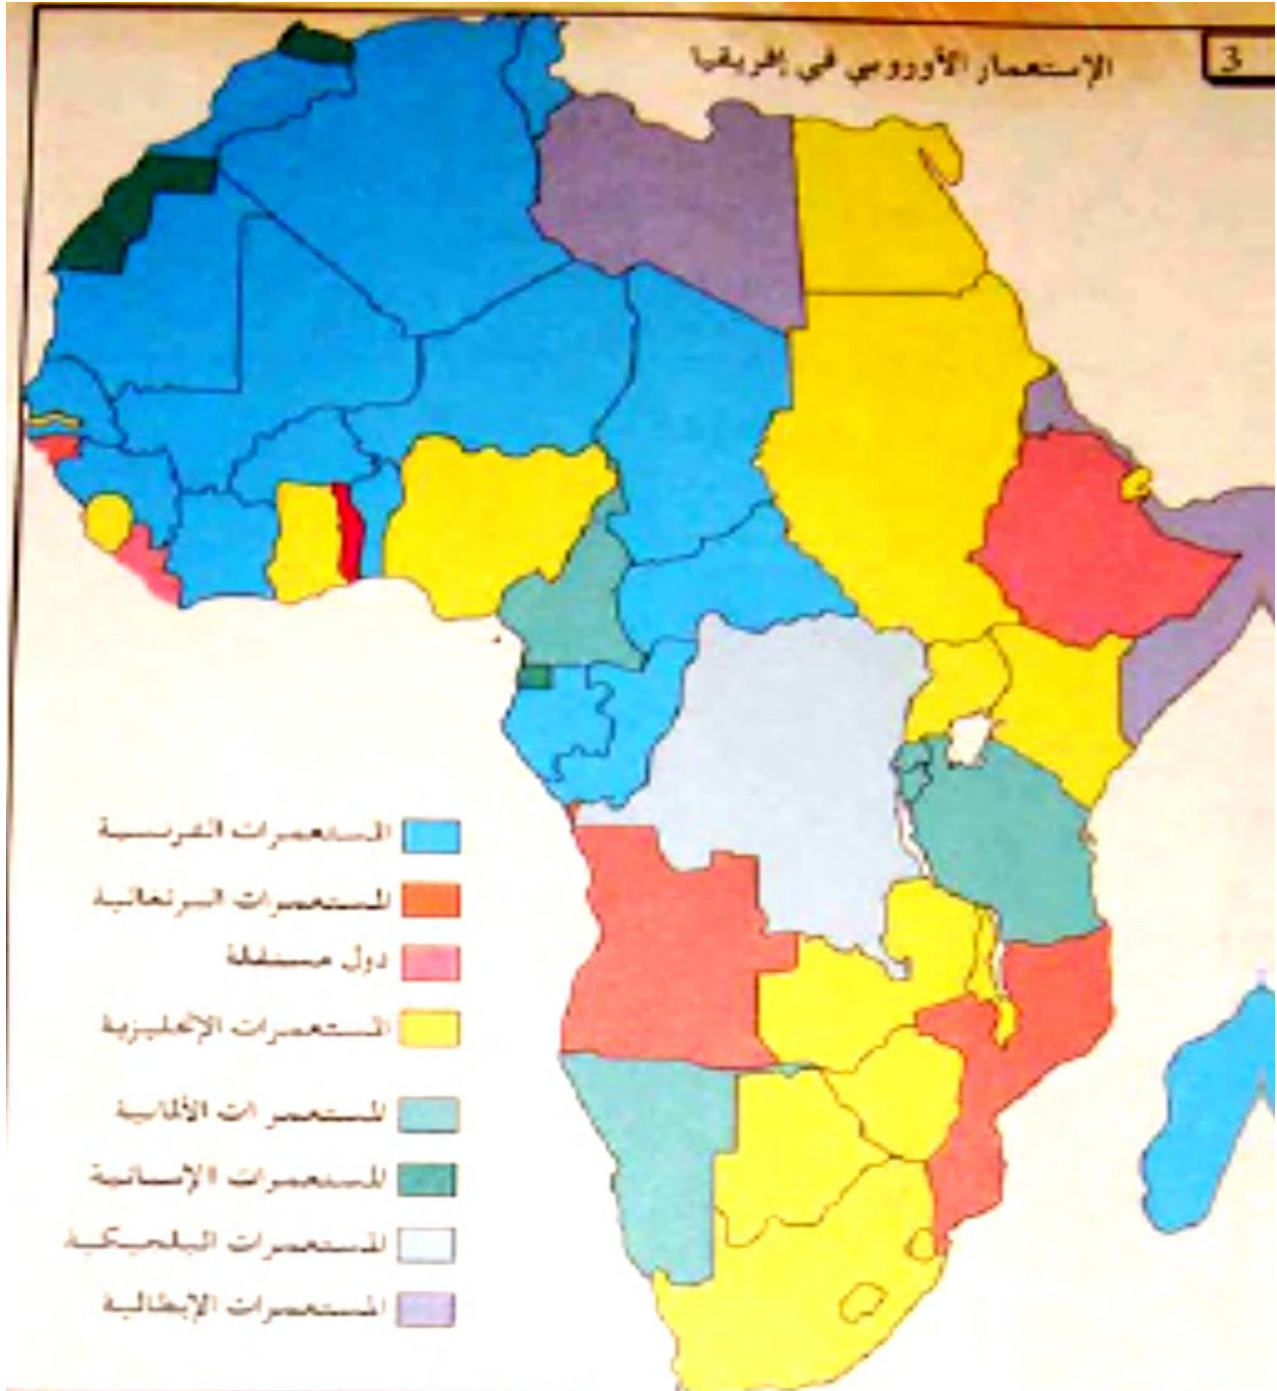 3
الإستعمار الأوروبي في إفريقيا
المستعمرات الفرنسية
المستعمرات البرتغالية
دول مستقلة
المستعمرات الإنجليزية
المستعمرات الألمانية
المستعمرات الإسبانية
المستعمرات البلجيكية
المستعمرات الإيطالية